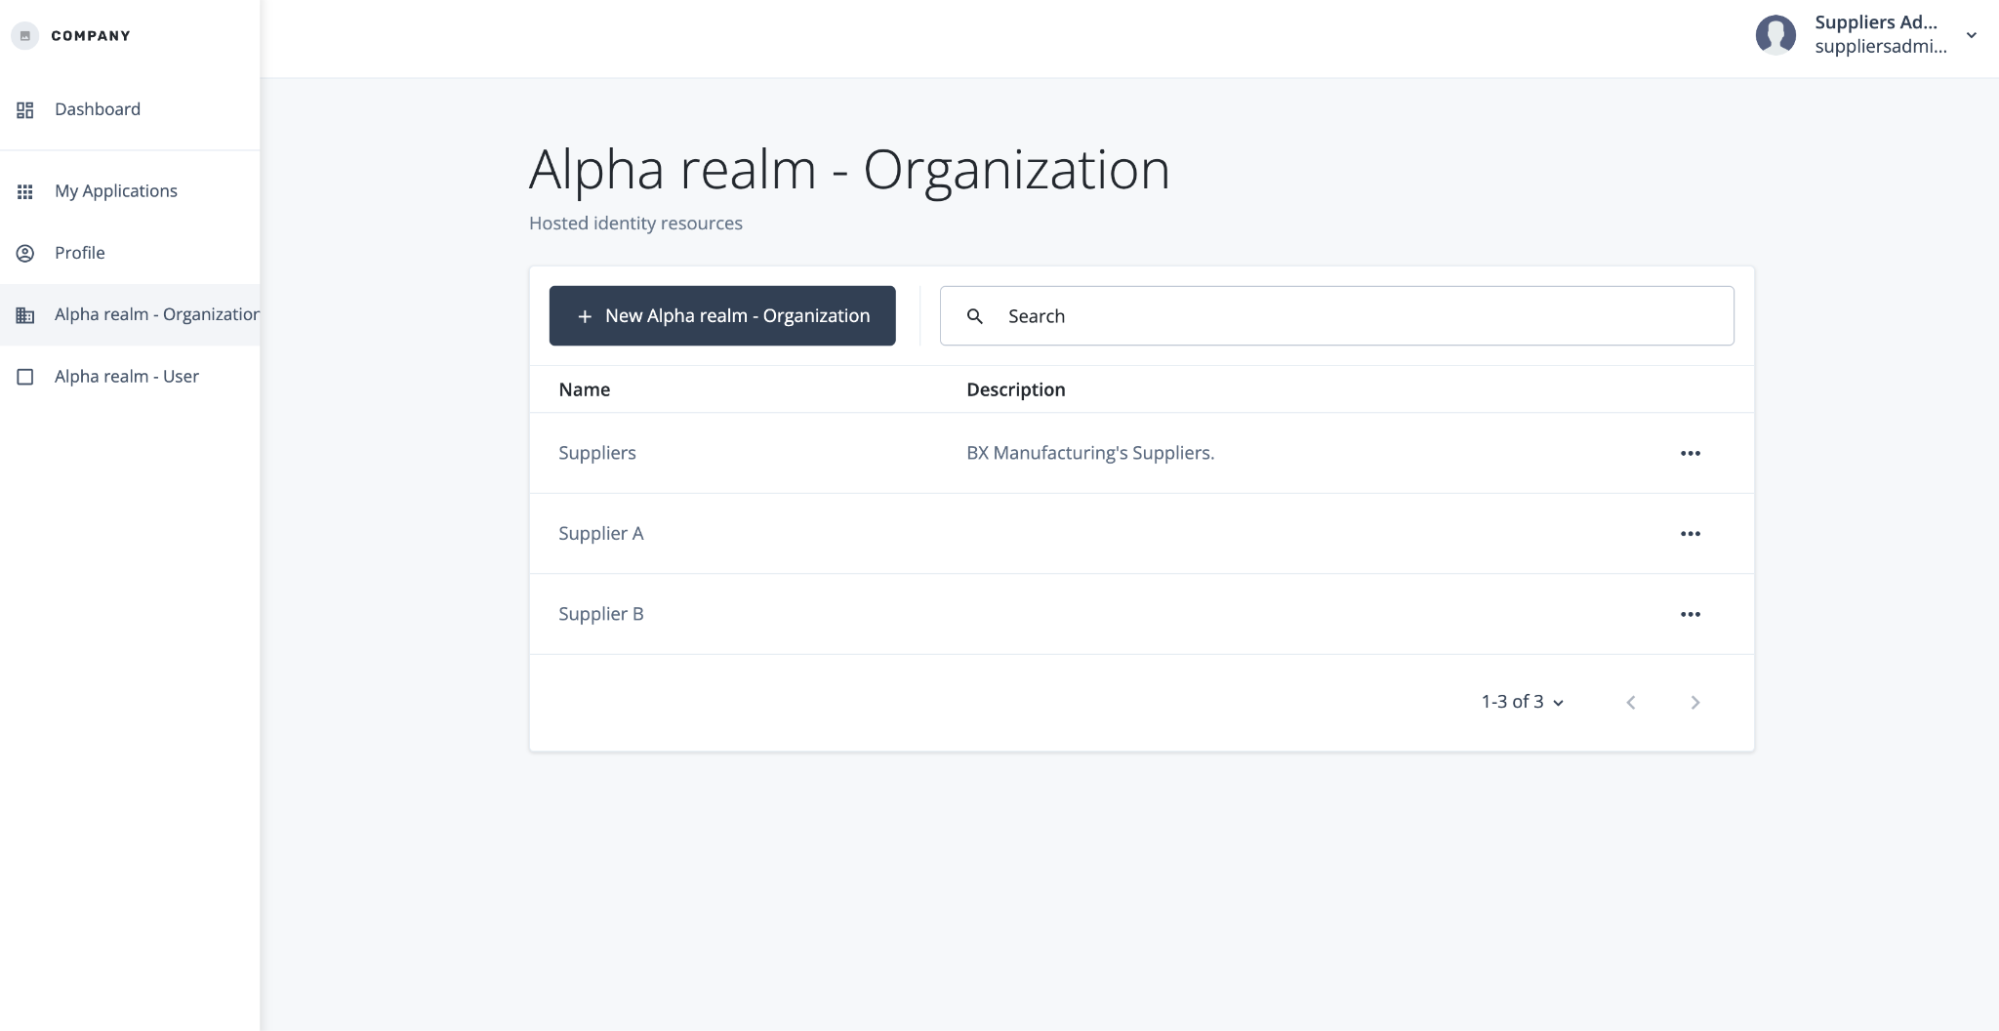 COMPANY
Suppliers Ad...
suppliersadmi...
Dashboard
My Applications
Profile
Alpha realm - Organization
Alpha realm - User
Alpha realm - Organization
Hosted identity resources
+ New Alpha realm - Organization
Search
Name Description
Suppliers BX Manufacturing's Suppliers.
Supplier A
Supplier B
1-3 of 3